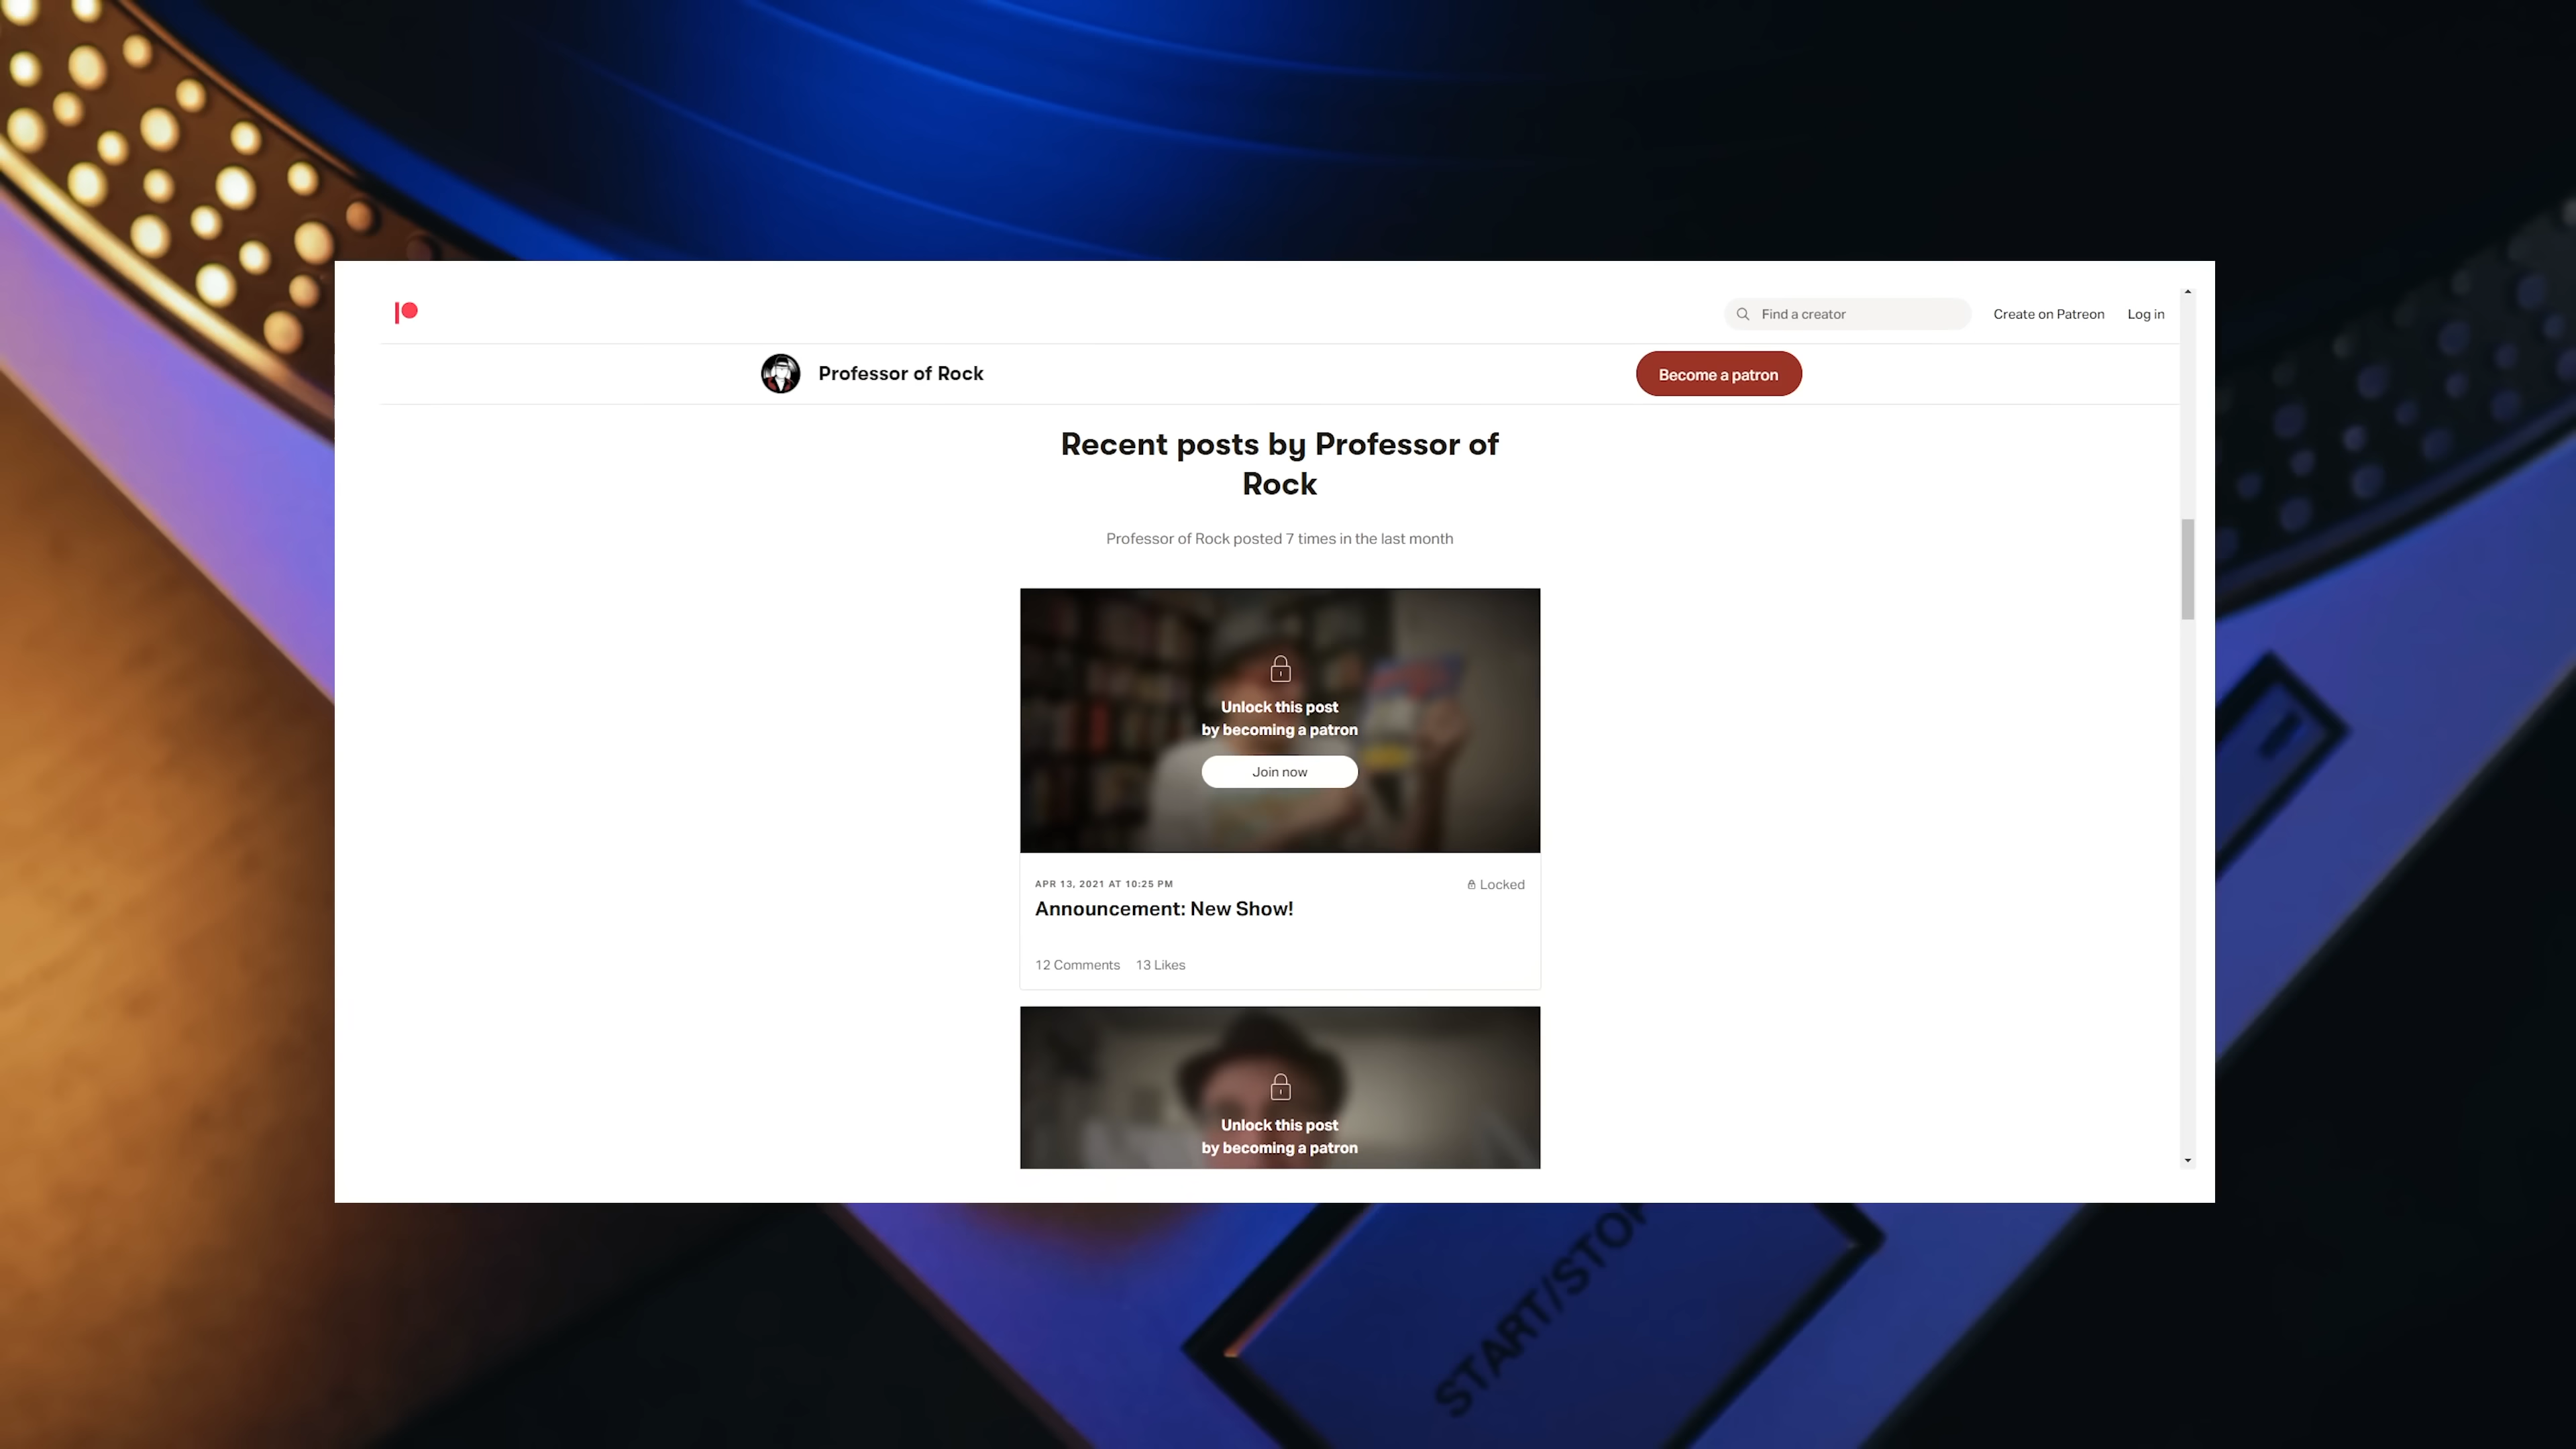 Find a creator
Create on Patreon
Log in
Professor of Rock
Become a patron
Recent posts by Professor of
Rock
Professor of Rock posted 7 times in the last month
Unlock this post
by becoming a patron
Join now
APR 13, 2021 AT 10:25 PM
Locked
Announcement: New Show!
12 Comments
13 Likes
Unlock this post
by becoming a patron
START/STOP